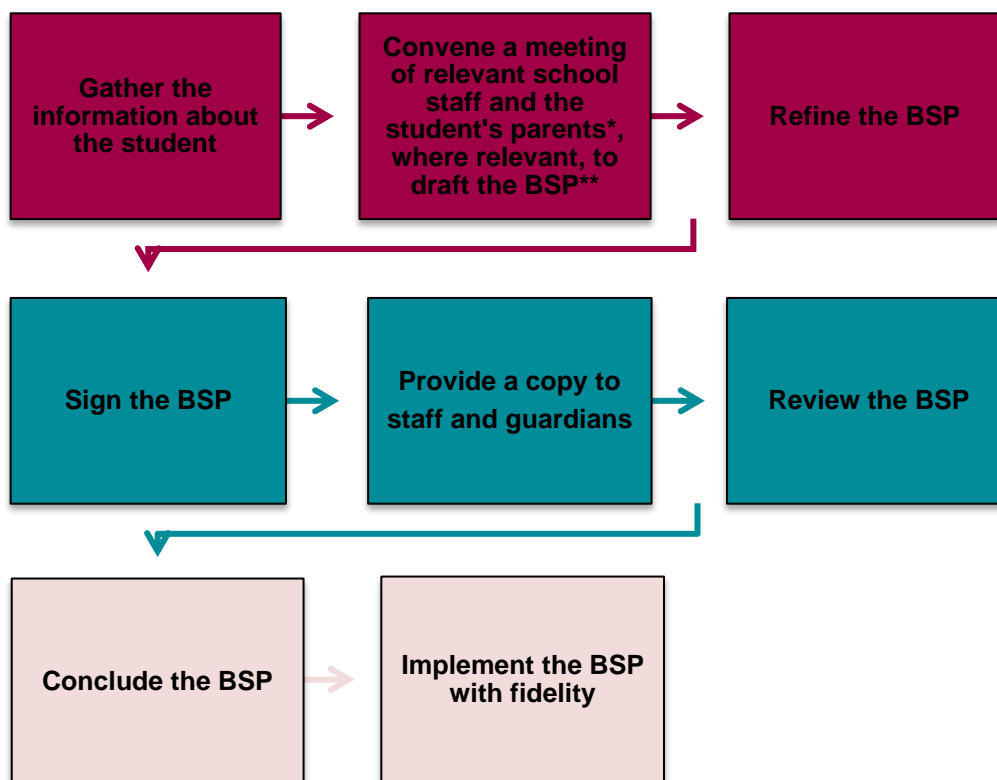 Gather the
information about
the student
Convene a meeting
of relevant school
staff and the
student's parents*,
where relevant, to
draft the BSP**
Refine the BSP
Sign the BSP
Provide a copy to
staff and guardians
Review the BSP
Conclude the BSP
Implement the BSP
with fidelity